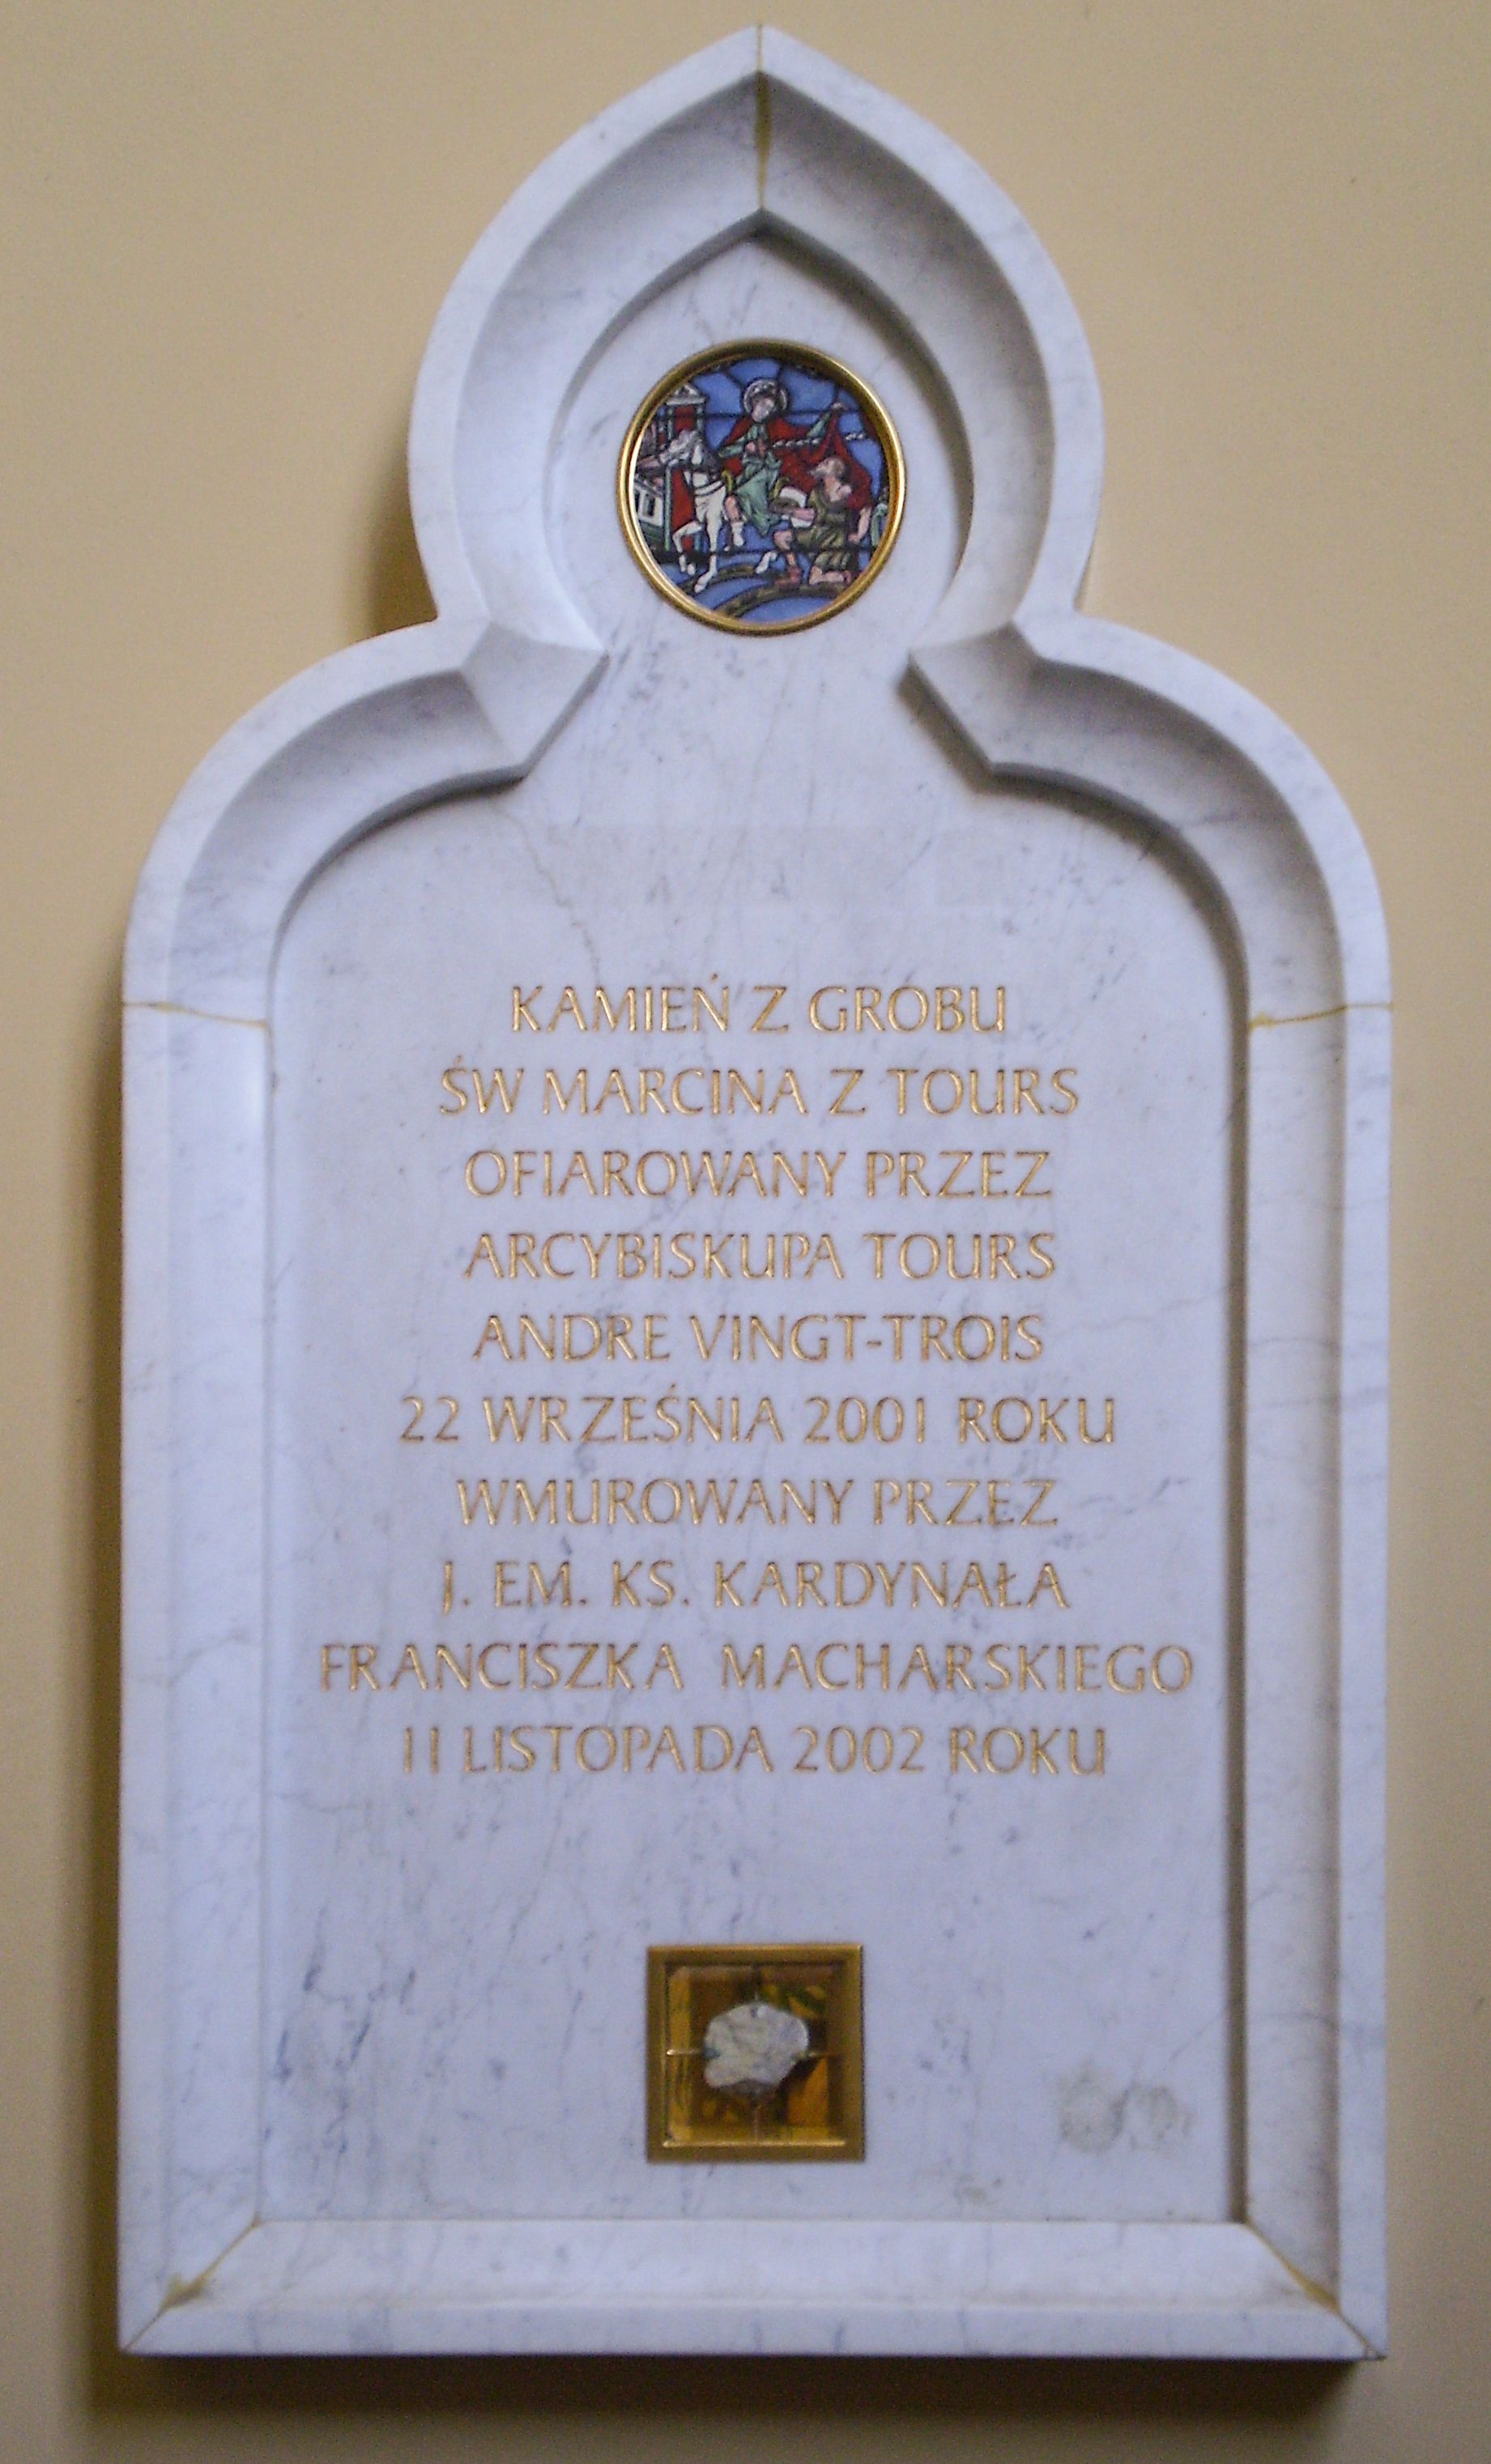 KAMIEŃ Z GROBU
ŚW MARCINA Z TOURS
OFIAROWANY PRZEZ
ARCYBISKUPA TOURS
ANDRE VINGT-TROIS
22 WRZEŚNIA 2001 ROKU
WMUROWANY PRZEZ
J. EM. KS. KARDYNAŁA
FRANCISZKA MACHARSKIEGO
11 LISTOPADA 2002 ROKU